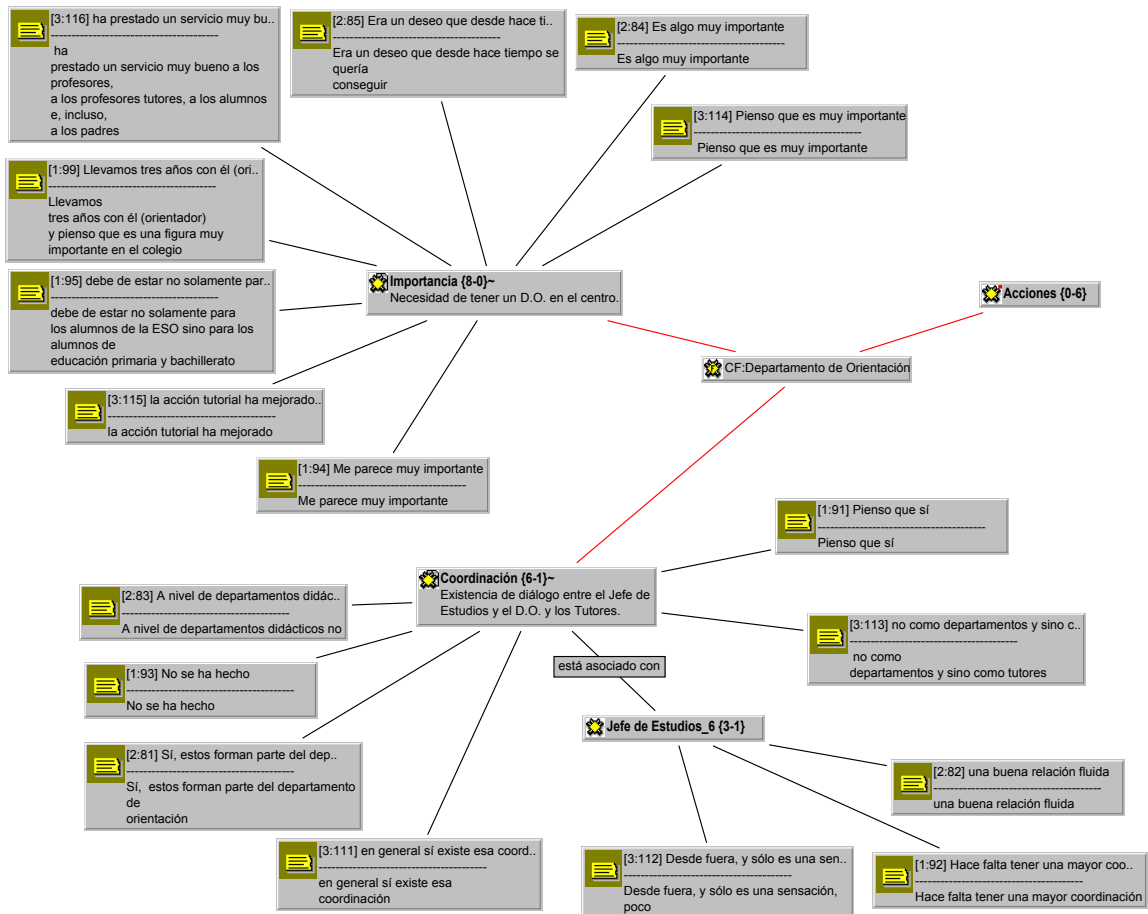 [3:116] ha prestado un servicio muy bu..
----------------------------------------
ha
prestado un servicio muy bueno a los
profesores,
a los profesores tutores, a los alumnos
e, incluso,
a los padres
[2:85] Era un deseo que desde hace ti..
----------------------------------------
Era un deseo que desde hace tiempo se
quería
conseguir
[2:84] Es algo muy importante
----------------------------------------
Es algo muy importante
[3:114] Pienso que es muy importante
----------------------------------------
Pienso que es muy importante
[1:99] Llevamos tres años con él (ori..
----------------------------------------
Llevamos
tres años con él (orientador)
y pienso que es una figura muy
importante en el colegio
[1:95] debe de estar no solamente par..
----------------------------------------
debe de estar no solamente para
los alumnos de la ESO sino para los
alumnos de
educación primaria y bachillerato
Importancia {8-0}~
Necesidad de tener un D.O. en el centro.
Acciones {0-6}
CF:Departamento de Orientación
[3:115] la acción tutorial ha mejorado..
----------------------------------------
la acción tutorial ha mejorado
[1:94] Me parece muy importante
----------------------------------------
Me parece muy importante
[1:91] Pienso que sí
----------------------------------------
Pienso que sí
Coordinación {6-1}~
Existencia de diálogo entre el Jefe de
Estudios y el D.O. y los Tutores.
[2:83] A nivel de departamentos didác..
----------------------------------------
A nivel de departamentos didácticos no
[3:113] no como departamentos y sino c..
----------------------------------------
no como
departamentos y sino como tutores
[1:93] No se ha hecho
----------------------------------------
No se ha hecho
está asociado con
Jefe de Estudios_6 {3-1}
[2:81] Sí, estos forman parte del dep..
----------------------------------------
Sí, estos forman parte del departamento
de
orientación
[2:82] una buena relación fluida
----------------------------------------
una buena relación fluida
[3:111] en general sí existe esa coord..
----------------------------------------
en general sí existe esa
coordinación
[3:112] Desde fuera, y sólo es una sen..
----------------------------------------
Desde fuera, y sólo es una sensación,
poco
[1:92] Hace falta tener una mayor coo..
----------------------------------------
Hace falta tener una mayor coordinación